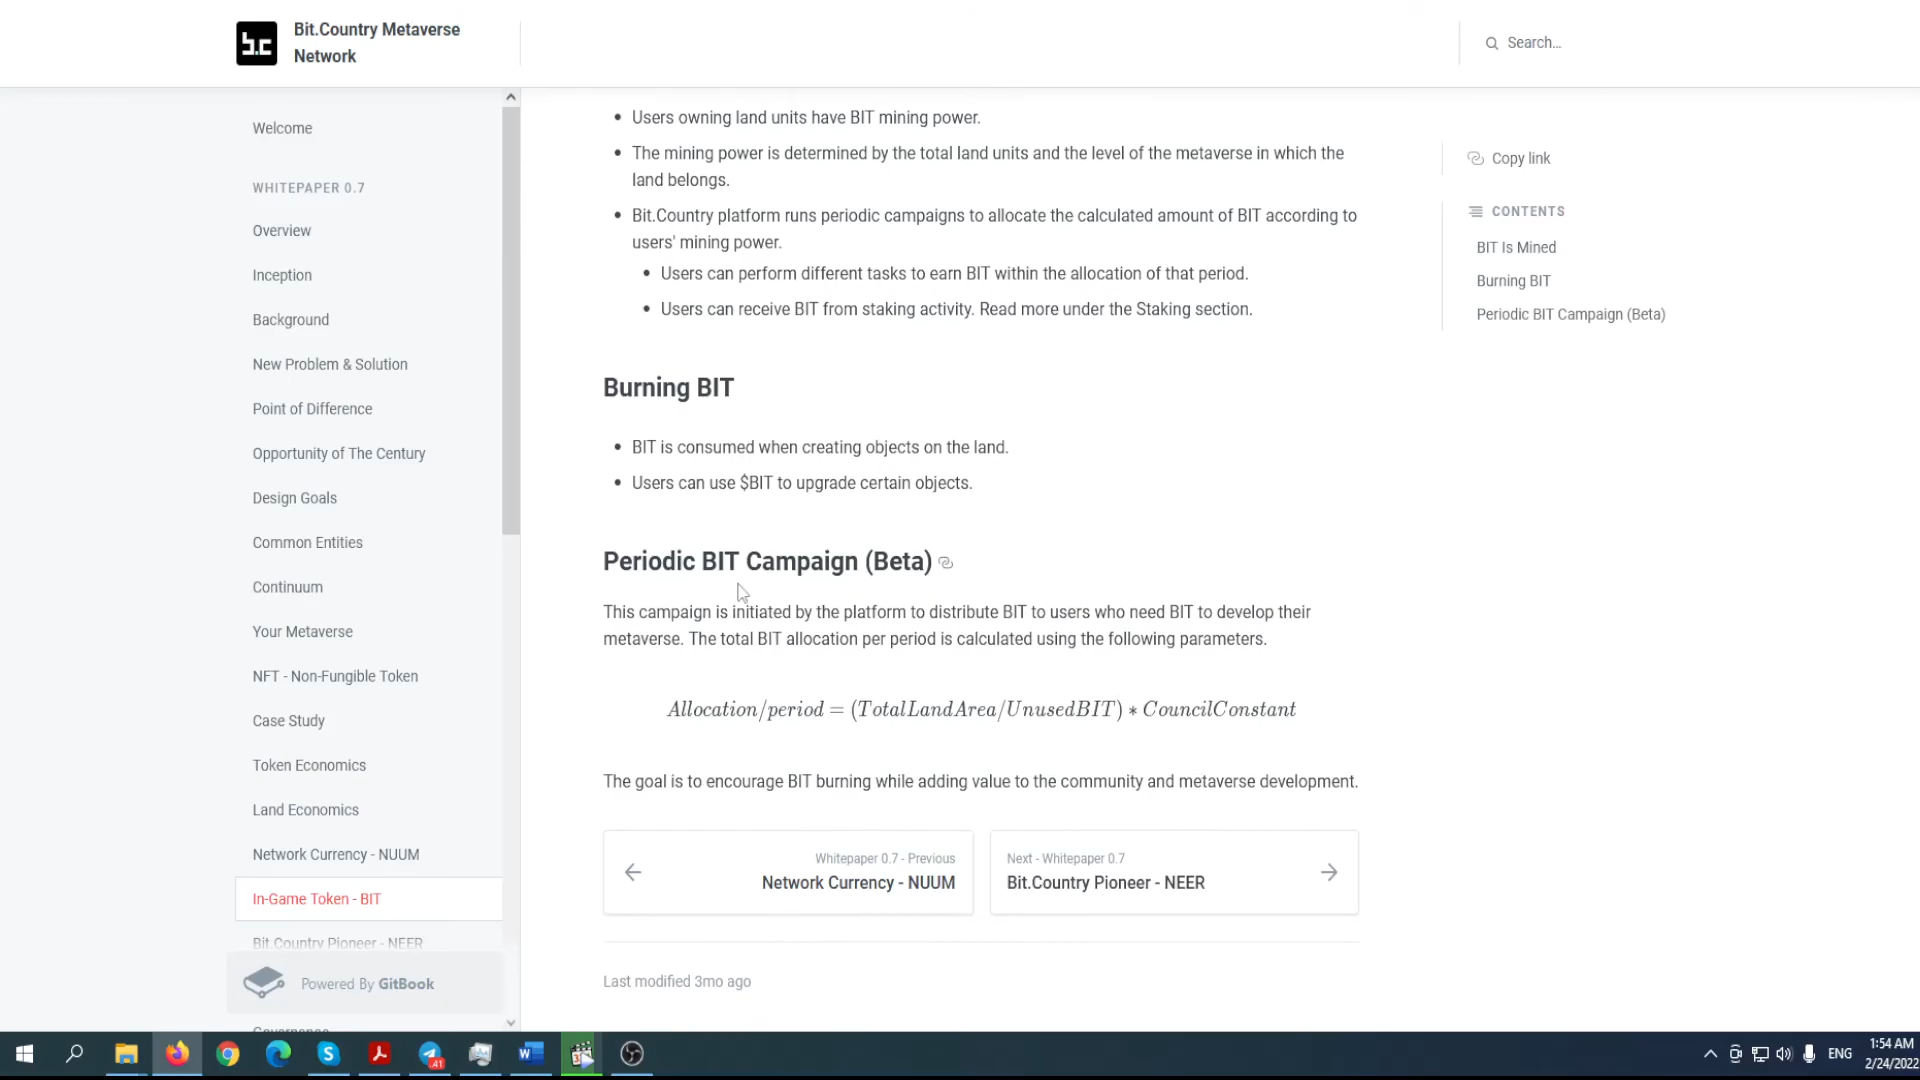 Bit.Country Metaverse
Network
Search...
Welcome
WHITEPAPER 0.7
Overview
Inception
Background
New Problem & Solution
Point of Difference
Opportunity of The Century
Design Goals
Common Entities
Continuum
Your Metaverse
NFT - Non-Fungible Token
Case Study
Token Economics
Land Economics
Network Currency - NUUM
In-Game Token - BIT
Bit.Country Pioneer - NEER
Powered By GitBook
Governance
• Users owning land units have BIT mining power.
• The mining power is determined by the total land units and the level of the metaverse in which the
land belongs.
• Bit.Country platform runs periodic campaigns to allocate the calculated amount of BIT according to
users' mining power.
• Users can perform different tasks to earn BIT within the allocation of that period.
• Users can receive BIT from staking activity. Read more under the Staking section.
Burning BIT
• BIT is consumed when creating objects on the land.
• Users can use $BIT to upgrade certain objects.
Periodic BIT Campaign (Beta)
This campaign is initiated by the platform to distribute BIT to users who need BIT to develop their
metaverse. The total BIT allocation per period is calculated using the following parameters.
Allocation/period = (TotalLandArea/UnusedBIT) * CouncilConstant
The goal is to encourage BIT burning while adding value to the community and metaverse development.
Whitepaper 0.7 - Previous
Network Currency - NUUM
Next - Whitepaper 0.7
Bit.Country Pioneer - NEER
Last modified 3mo ago
Copy link
CONTENTS
BIT Is Mined
Burning BIT
Periodic BIT Campaign (Beta)
ENG
1:54 AM
2/24/2022